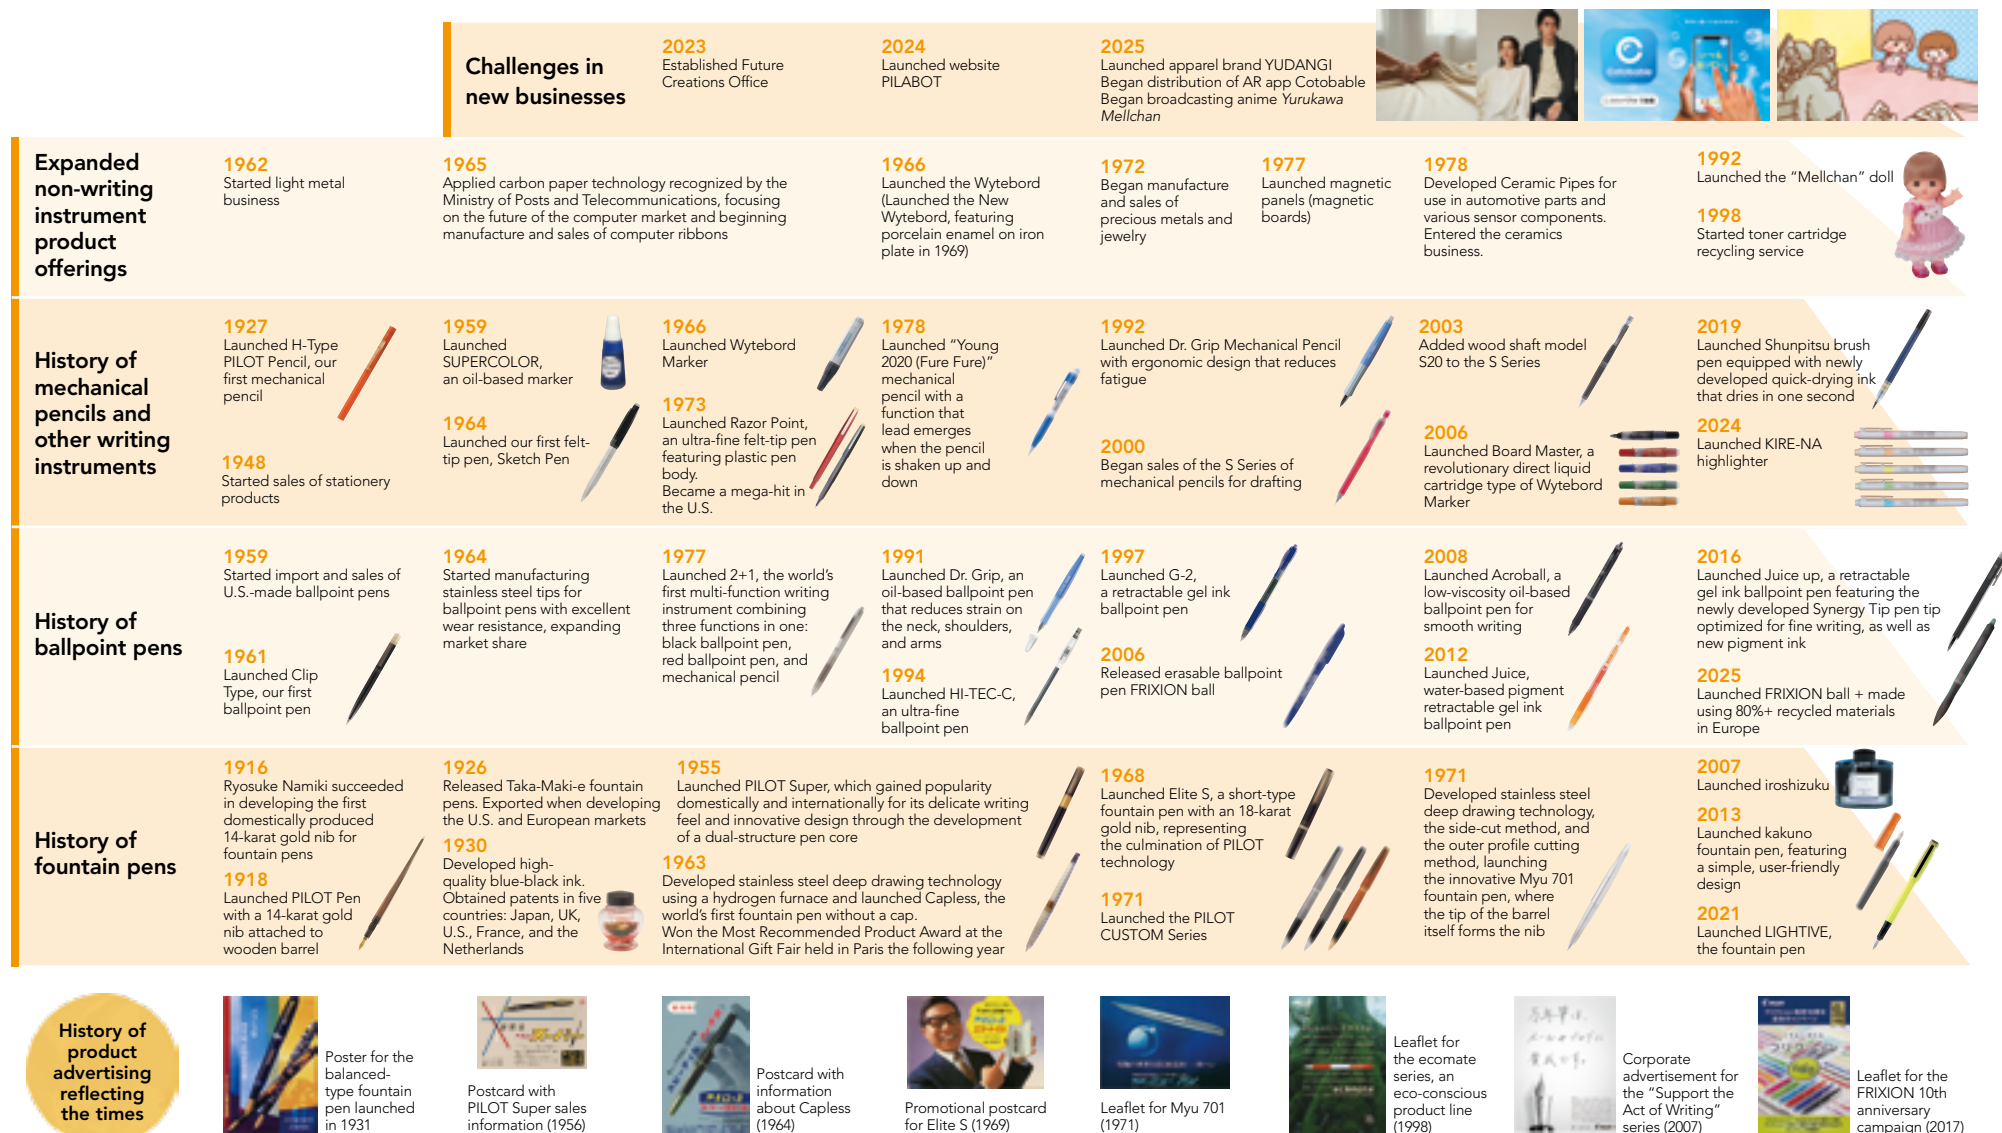 Challenges in
new businesses
2023
Established Future
Creations Office
2024
Launched website
PILABOT
2025
Launched apparel brand YUDANGI
Began distribution of AR app Cotobable
Began broadcasting anime Yurukawa
Mellchan
Expanded
non-writing
instrument
product
offerings
1962
Started light metal
business
1965
Applied carbon paper technology recognized by the
Ministry of Posts and Telecommunications, focusing
on the future of the computer market and beginning
manufacture and sales of computer ribbons
1966
Launched the Wytebord
(Launched the New
Wytebord, featuring
porcelain enamel on iron
plate in 1969)
1972
Began manufacture
and sales of
precious metals and
jewelry
1977
Launched magnetic
panels (magnetic
boards)
1978
Developed Ceramic Pipes for
use in automotive parts and
various sensor components.
Entered the ceramics
business.
1992
Launched the “Mellchan” doll
1998
Started toner cartridge
recycling service
History of
mechanical
pencils and
other writing
instruments
1927
Launched H-Type
PILOT Pencil, our
first mechanical
pencil
1948
Started sales of stationery
products
1959
Launched
SUPERCOLOR,
an oil-based marker
1964
Launched our first felt-
tip pen, Sketch Pen
1966
Launched Wytebord
Marker
1973
Launched Razor Point,
an ultra-fine felt-tip pen
featuring plastic pen
body.
Became a mega-hit in
the U.S.
1978
Launched “Young
2020 (Fure Fure)”
mechanical
pencil with a
function that
lead emerges
when the pencil
is shaken up and
down
1992
Launched Dr. Grip Mechanical Pencil
with ergonomic design that reduces
fatigue
2000
Began sales of the S Series of
mechanical pencils for drafting
2003
Added wood shaft model
S20 to the S Series
2006
Launched Board Master, a
revolutionary direct liquid
cartridge type of Wytebord
Marker
2019
Launched Shunpitsu brush
pen equipped with newly
developed quick-drying ink
that dries in one second
2024
Launched KIRE-NA
highlighter
History of
ballpoint pens
1959
Started import and sales of
U.S.-made ballpoint pens
1961
Launched Clip
Type, our first
ballpoint pen
1964
Started manufacturing
stainless steel tips for
ballpoint pens with excellent
wear resistance, expanding
market share
1977
Launched 2+1, the world’s
first multi-function writing
instrument combining
three functions in one:
black ballpoint pen,
red ballpoint pen, and
mechanical pencil
1991
Launched Dr. Grip, an
oil-based ballpoint pen
that reduces strain on
the neck, shoulders,
and arms
1994
Launched HI-TEC-C,
an ultra-fine
ballpoint pen
1997
Launched G-2,
a retractable gel ink
ballpoint pen
2006
Released erasable ballpoint
pen FRIXION ball
2008
Launched Acroball, a
low-viscosity oil-based
ballpoint pen for
smooth writing
2012
Launched Juice,
water-based pigment
retractable gel ink
ballpoint pen
2016
Launched Juice up, a retractable
gel ink ballpoint pen featuring the
newly developed Synergy Tip pen tip
optimized for fine writing, as well as
new pigment ink
2025
Launched FRIXION ball + made
using 80%+ recycled materials
in Europe
History of
fountain pens
1916
Ryosuke Namiki succeeded
in developing the first
domestically produced
14-karat gold nib for
fountain pens
1918
Launched PILOT Pen
with a 14-karat gold
nib attached to
wooden barrel
1926
Released Taka-Maki-e fountain
pens. Exported when developing
the U.S. and European markets
1930
Developed high-
quality blue-black ink.
Obtained patents in five
countries: Japan, UK,
U.S., France, and the
Netherlands
1955
Launched PILOT Super, which gained popularity
domestically and internationally for its delicate writing
feel and innovative design through the development
of a dual-structure pen core
1963
Developed stainless steel deep drawing technology
using a hydrogen furnace and launched Capless, the
world’s first fountain pen without a cap.
Won the Most Recommended Product Award at the
International Gift Fair held in Paris the following year
1968
Launched Elite S, a short-type
fountain pen with an 18-karat
gold nib, representing
the culmination of PILOT
technology
1971
Launched the PILOT
CUSTOM Series
1971
Developed stainless steel
deep drawing technology,
the side-cut method, and
the outer profile cutting
method, launching
the innovative Myu 701
fountain pen, where
the tip of the barrel
itself forms the nib
2007
Launched iroshizuku
2013
Launched kakuno
fountain pen, featuring
a simple, user-friendly
design
2021
Launched LIGHTIVE,
the fountain pen
History of
product
advertising
reflecting
the times
Poster for the
balanced-
type fountain
pen launched
in 1931
Postcard with
PILOT Super sales
information (1956)
Postcard with
information
about Capless
(1964)
Promotional postcard
for Elite S (1969)
Leaflet for Myu 701
(1971)
Leaflet for
the ecomate
series, an
eco-conscious
product line
(1998)
Corporate
advertisement for
the “Support the
Act of Writing”
series (2007)
Leaflet for the
FRIXION 10th
anniversary
campaign (2017)